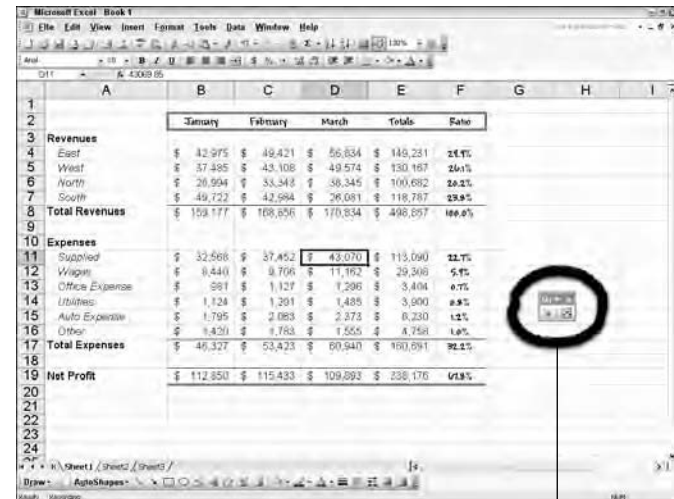 Microsoft Excel - Book 1
File Edit View Insert Format Tools Data Window Help
Arial 10 B I U
D11 43069.85
A B C D E F G H I
1
2 January February March Totals Ratio
3 Revenues
4 East $ 42,975 $ 49,421 $ 56,834 $ 149,231 29.9%
5 West $ 37,485 $ 43,108 $ 49,574 $ 130,167 26.1%
6 North $ 28,994 $ 33,343 $ 38,345 $ 100,682 20.2%
7 South $ 49,722 $ 42,984 $ 26,081 $ 118,787 23.8%
8 Total Revenues $ 159,177 $ 168,856 $ 170,834 $ 498,867 100.0%
9
10 Expenses
11 Supplied $ 32,568 $ 37,452 $ 43,070 $ 113,090 22.7%
12 Wages $ 8,440 $ 9,706 $ 11,162 $ 29,308 5.9%
13 Office Expense $ 981 $ 1,127 $ 1,296 $ 3,404 0.7%
14 Utilities $ 1,124 $ 1,291 $ 1,485 $ 3,900 0.8%
15 Auto Expense $ 1,795 $ 2,063 $ 2,373 $ 6,230 1.2%
16 Other $ 1,420 $ 1,783 $ 1,555 $ 4,758 1.0%
17 Total Expenses $ 46,327 $ 53,423 $ 60,940 $ 160,691 32.2%
18
19 Net Profit $ 112,850 $ 115,433 $ 109,893 $ 338,176 67.8%
20
21
22
23
24
Sheet1 Sheet2 Sheet3
Draw AutoShapes
Ready Recording NUM